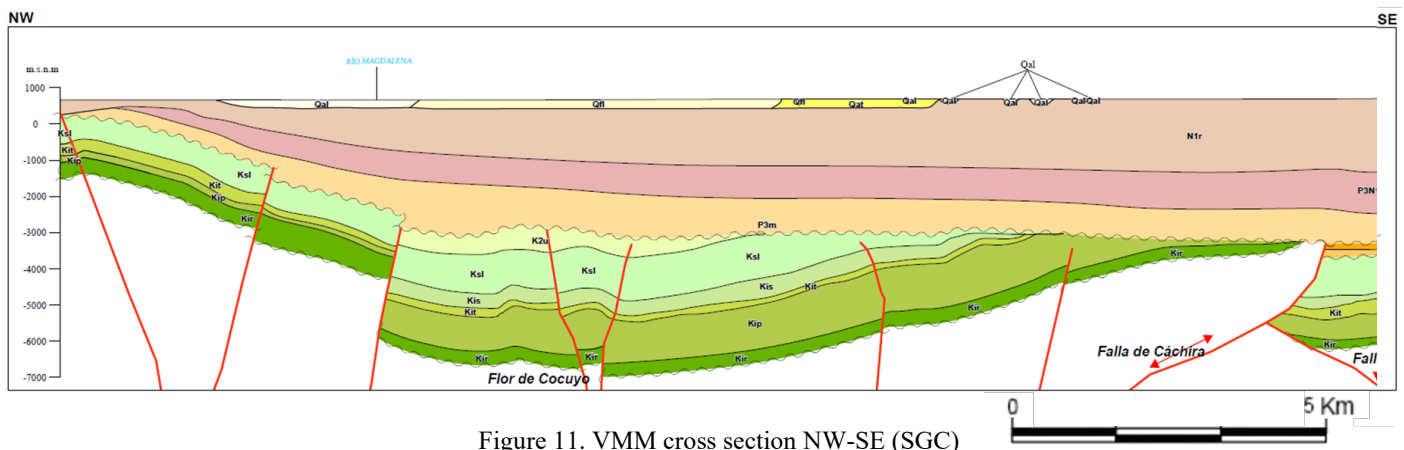 NW
SE
RÍO MAGDALENA
Qal
m.s.n.m
1000
0
-1000
-2000
-3000
-4000
-5000
-6000
-7000
Qal
Qfl
Qfl
Qat
Qal
Qal
Qal
Qal
Qal
Qal
N1r
P3N
P3m
Ksl
Kit
Kip
Ksl
Kit
Kip
Kir
K2u
Ksl
Ksl
Ksl
Kis
Kis
Kit
Kit
Kip
Kir
Kir
Kir
Kir
Kir
Kit
Kir
Flor de Cocuyo
Falla de Cáchira
Fall
0
5 Km
Figure 11. VMM cross section NW-SE (SGC)